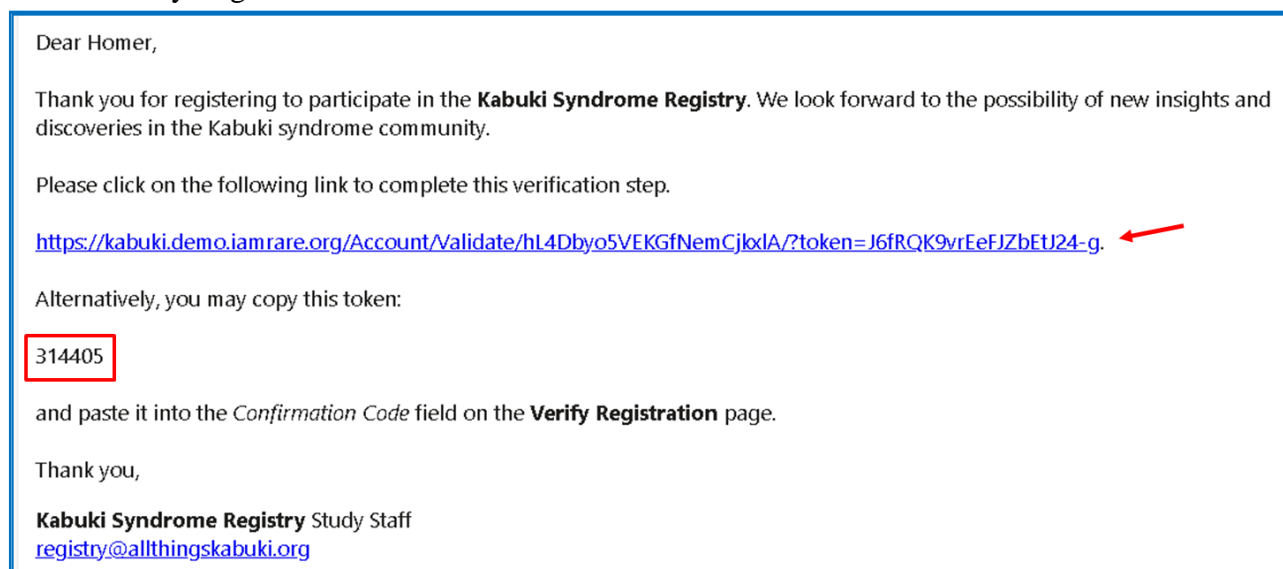 Dear Homer,
Thank you for registering to participate in the Kabuki Syndrome Registry. We look forward to the possibility of new insights and
discoveries in the Kabuki syndrome community.
Please click on the following link to complete this verification step.
https://kabuki.demo.iamrare.org/Account/Validate/hL4Dbyo5VEKGfNemCjkxlA/?token=J6fRQK9vrEeFJZbEtJ24-g.
Alternatively, you may copy this token:
314405
and paste it into the Confirmation Code field on the Verify Registration page.
Thank you,
Kabuki Syndrome Registry Study Staff
registry@allthingskabuki.org